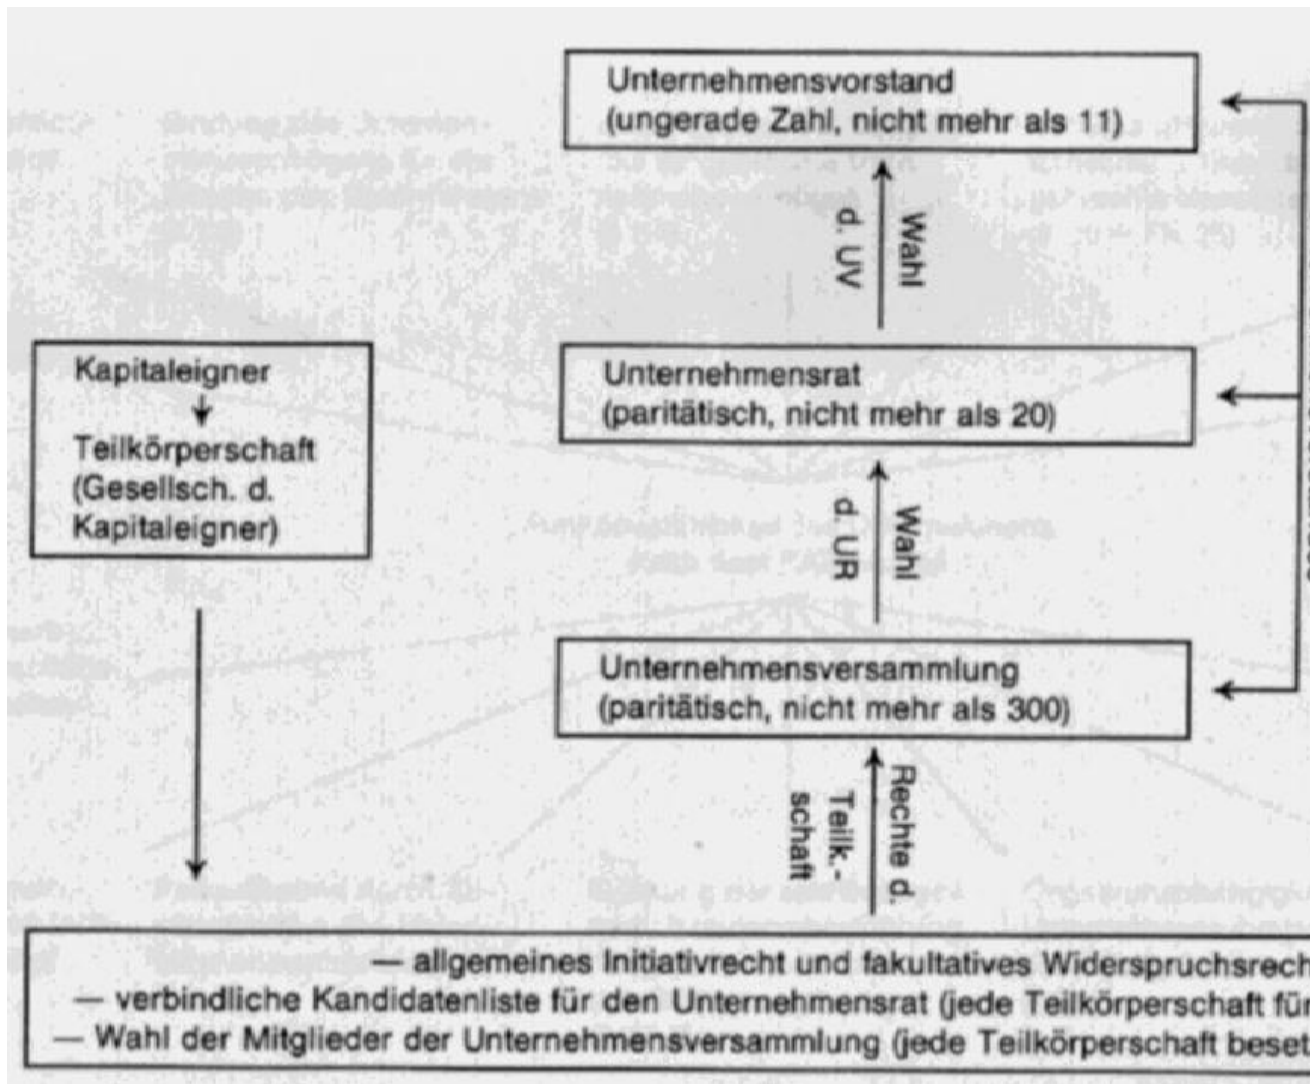 Unternehmensvorstand
(ungerade Zahl, nicht mehr als 11)
Wahl
d. UV
Kapitaleigner
Teilkörperschaft
(Gesellsch. d.
Kapitaleigner)
Unternehmensrat
(paritätisch, nicht mehr als 20)
Wahl
d. UR
Unternehmensversammlung
(paritätisch, nicht mehr als 300)
Rechte d.
Teilk.-
schaft
— allgemeines Initiativrecht und fakultatives Widerspruchsrech
— verbindliche Kandidatenliste für den Unternehmensrat (jede Teilkörperschaft für
— Wahl der Mitglieder der Unternehmensversammlung (jede Teilkörperschaft beset